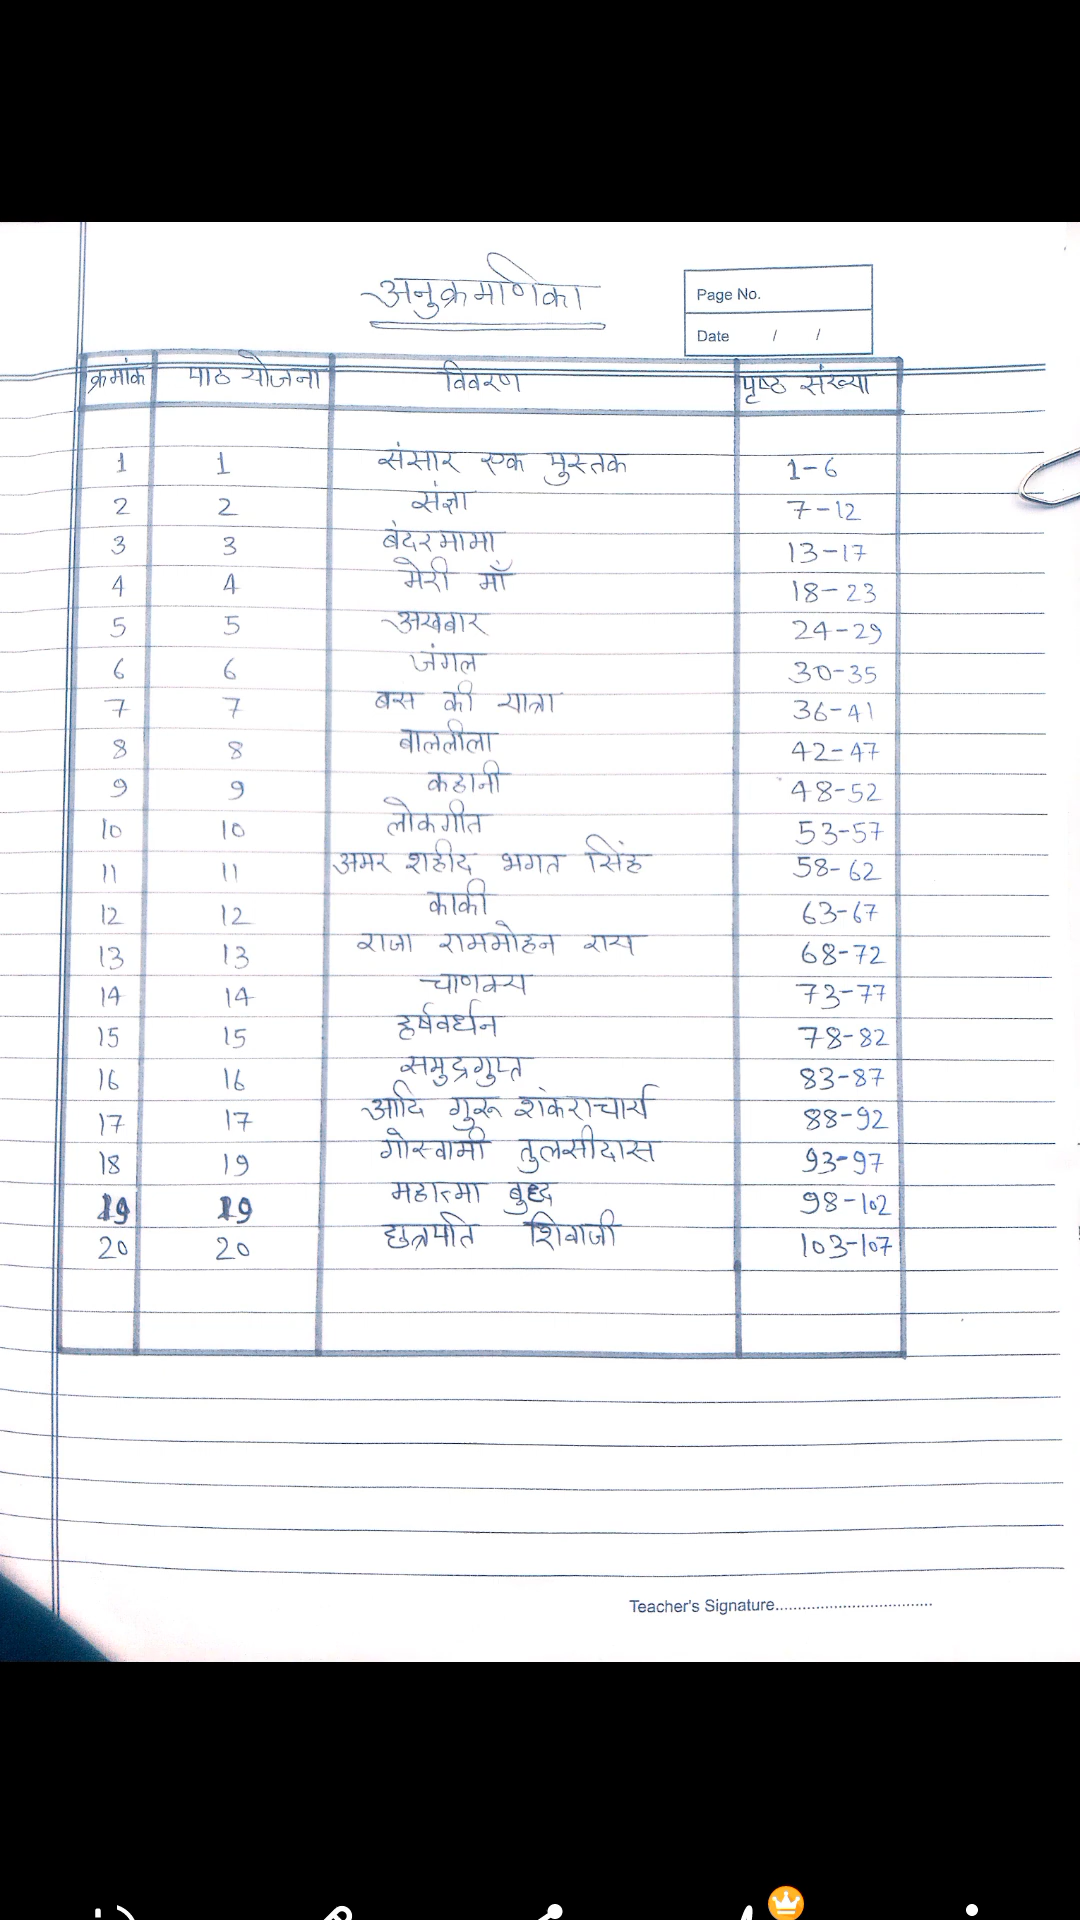 अनुक्रमणिका
Page No.
Date / /
क्रमांक पाठ योजना विवरण पृष्ठ संख्या
1 1 संसार एक पुस्तक 1-6
2 2 संज्ञा 7-12
3 3 बंदरमामा 13-17
4 4 मेरी माँ 18-23
5 5 अखबार 24-29
6 6 जंगल 30-35
7 7 बस की यात्रा 36-41
8 8 बाललीला 42-47
9 9 कहानी 48-52
10 10 लोकगीत 53-57
11 11 अमर शहीद भगत सिंह 58-62
12 12 काकी 63-67
13 13 राजा राममोहन राय 68-72
14 14 चाणक्य 73-77
15 15 हर्षवर्धन 78-82
16 16 समुद्रगुप्त 83-87
17 17 आदि गुरू शंकराचार्य 88-92
18 19 गोस्वामी तुलसीदास 93-97
19 19 महात्मा बुद्ध 98-102
20 20 छत्रपति शिवाजी 103-107
Teacher's Signature..................................